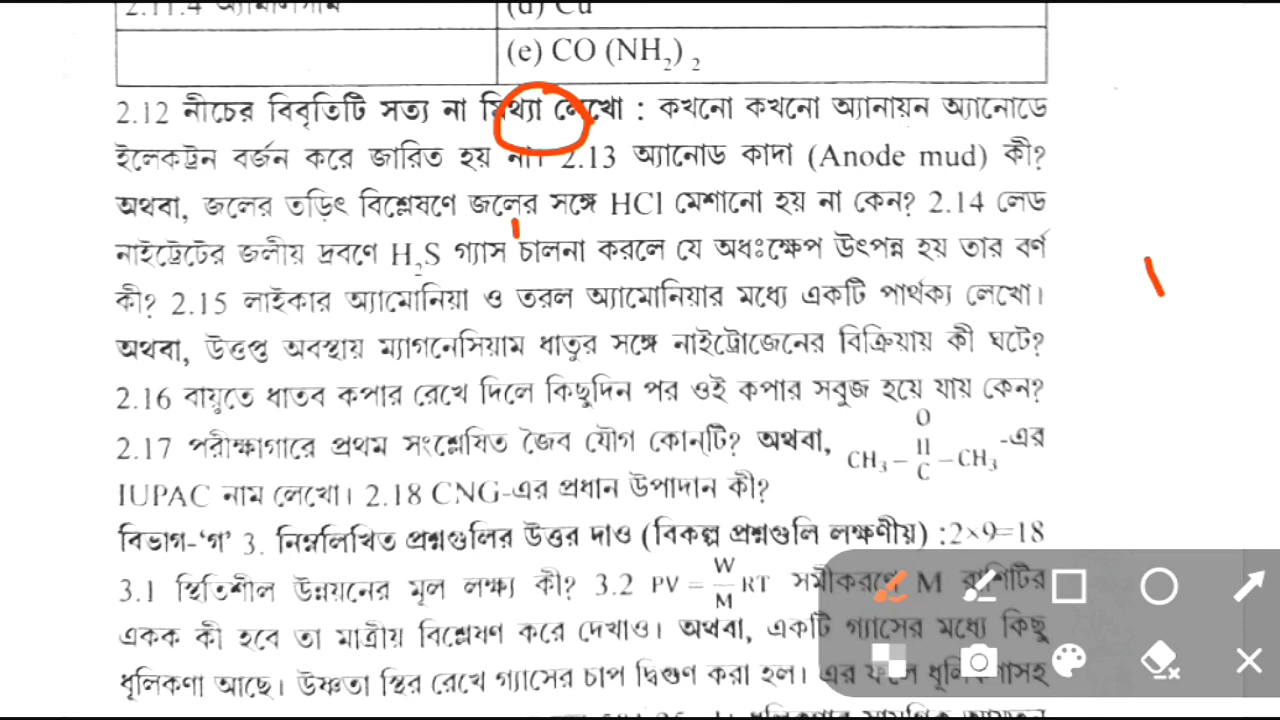 2.11.4 অ্যামালগাম (d) Cu
(e) CO (NH₂)₂
2.12 নীচের বিবৃতিটি সত্য না মিথ্যা লেখো : কখনো কখনো অ্যানায়ন অ্যানোডে
ইলেকট্রন বর্জন করে জারিত হয় না। 2.13 অ্যানোড কাদা (Anode mud) কী?
অথবা, জলের তড়িৎ বিশ্লেষণে জলের সঙ্গে HCl মেশানো হয় না কেন? 2.14 লেড
নাইট্রেটের জলীয় দ্রবণে H₂S গ্যাস চালনা করলে যে অধঃক্ষেপ উৎপন্ন হয় তার বর্ণ
কী? 2.15 লাইকার অ্যামোনিয়া ও তরল অ্যামোনিয়ার মধ্যে একটি পার্থক্য লেখো।
অথবা, উত্তপ্ত অবস্থায় ম্যাগনেসিয়াম ধাতুর সঙ্গে নাইট্রোজেনের বিক্রিয়ায় কী ঘটে?
2.16 বায়ুতে ধাতব কপার রেখে দিলে কিছুদিন পর ওই কপার সবুজ হয়ে যায় কেন?
2.17 পরীক্ষাগারে প্রথম সংশ্লেষিত জৈব যৌগ কোন্‌টি? অথবা, CH₃–C(=O)–CH₃ -এর
IUPAC নাম লেখো। 2.18 CNG-এর প্রধান উপাদান কী?
বিভাগ-‘গ’ 3. নিম্নলিখিত প্রশ্নগুলির উত্তর দাও (বিকল্প প্রশ্নগুলি লক্ষণীয়) :2×9=18
3.1 স্থিতিশীল উন্নয়নের মূল লক্ষ্য কী? 3.2 PV = W/M RT সমীকরণে M রাশিটির
একক কী হবে তা মাত্রীয় বিশ্লেষণ করে দেখাও। অথবা, একটি গ্যাসের মধ্যে কিছু
ধূলিকণা আছে। উষ্ণতা স্থির রেখে গ্যাসের চাপ দ্বিগুণ করা হল। এর ফলে ধূলিকণাসহ